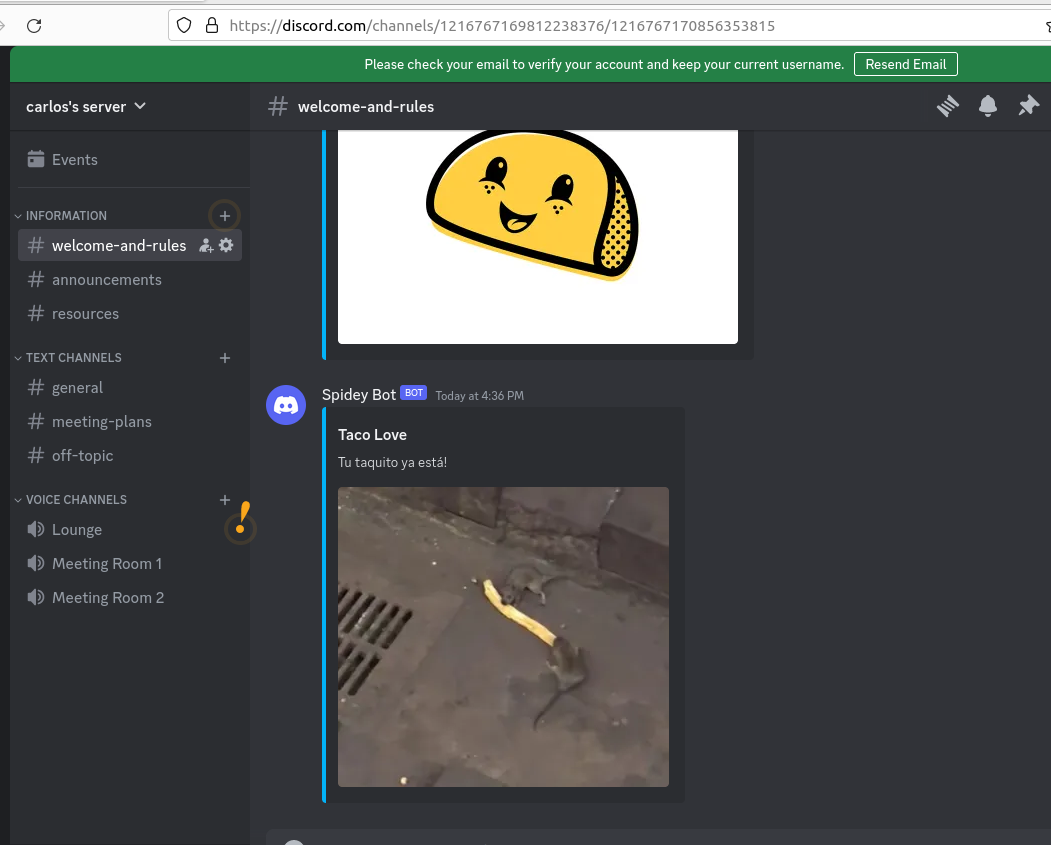 https://discord.com/channels/1216767169812238376/1216767170856353815
Please check your email to verify your account and keep your current username. Resend Email
carlos's server
# welcome-and-rules
Events
INFORMATION
# welcome-and-rules
# announcements
# resources
TEXT CHANNELS
# general
# meeting-plans
# off-topic
VOICE CHANNELS
Lounge
Meeting Room 1
Meeting Room 2
Spidey Bot BOT Today at 4:36 PM
Taco Love
Tu taquito ya está!